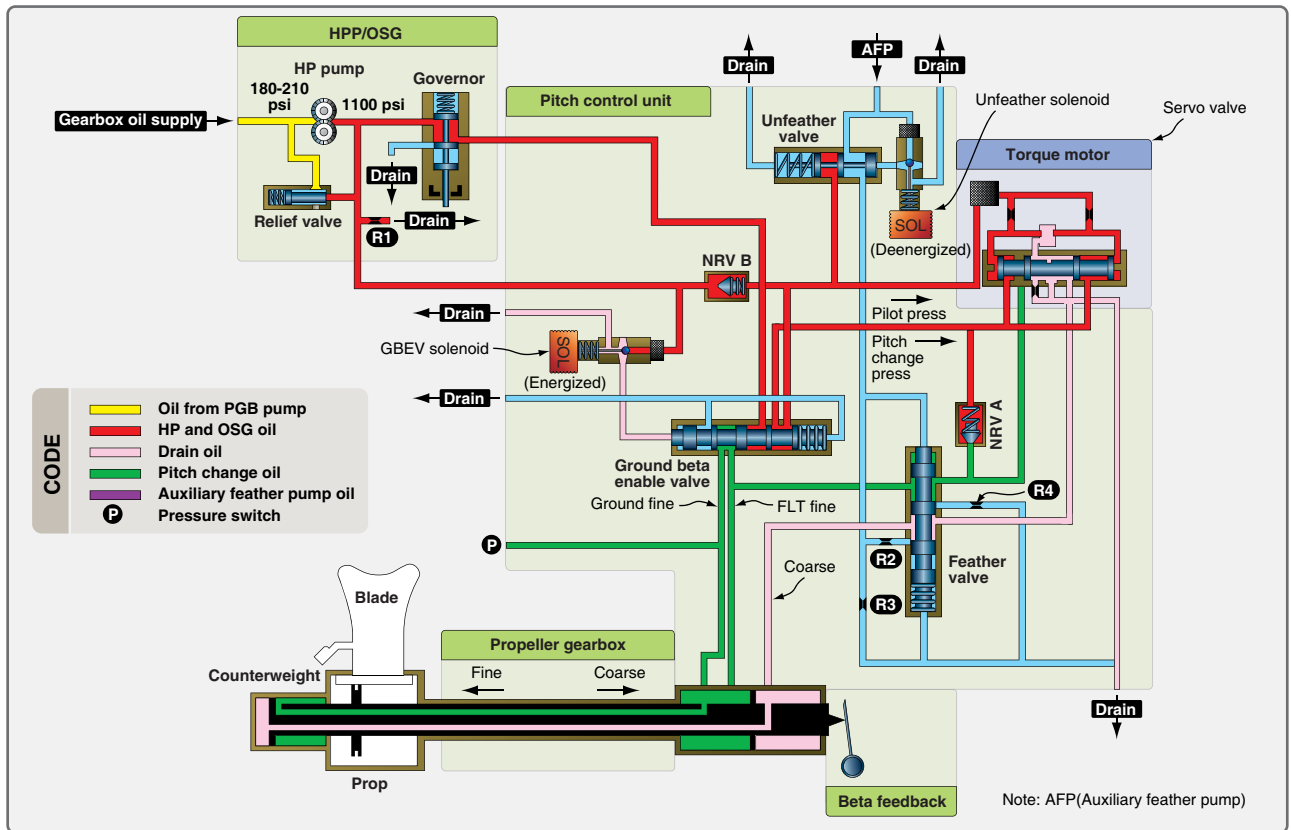 HPP/OSG
HP pump
180-210
psi
1100 psi
Governor
Gearbox oil supply
Drain
Relief valve
R1
Drain
Pitch control unit
Drain
AFP
Drain
Unfeather solenoid
Servo valve
Unfeather
valve
Torque motor
SOL
(Deenergized)
NRV B
Drain
Pilot press
GBEV solenoid
SOL
(Energized)
Pitch
change
press
Drain
NRV A
CODE
Oil from PGB pump
HP and OSG oil
Drain oil
Pitch change oil
Auxiliary feather pump oil
P
Pressure switch
Ground beta
enable valve
Ground fine
FLT fine
R4
P
R2
Feather
valve
Coarse
R3
Blade
Propeller gearbox
Counterweight
Fine
Coarse
Drain
Prop
Beta feedback
Note: AFP(Auxiliary feather pump)